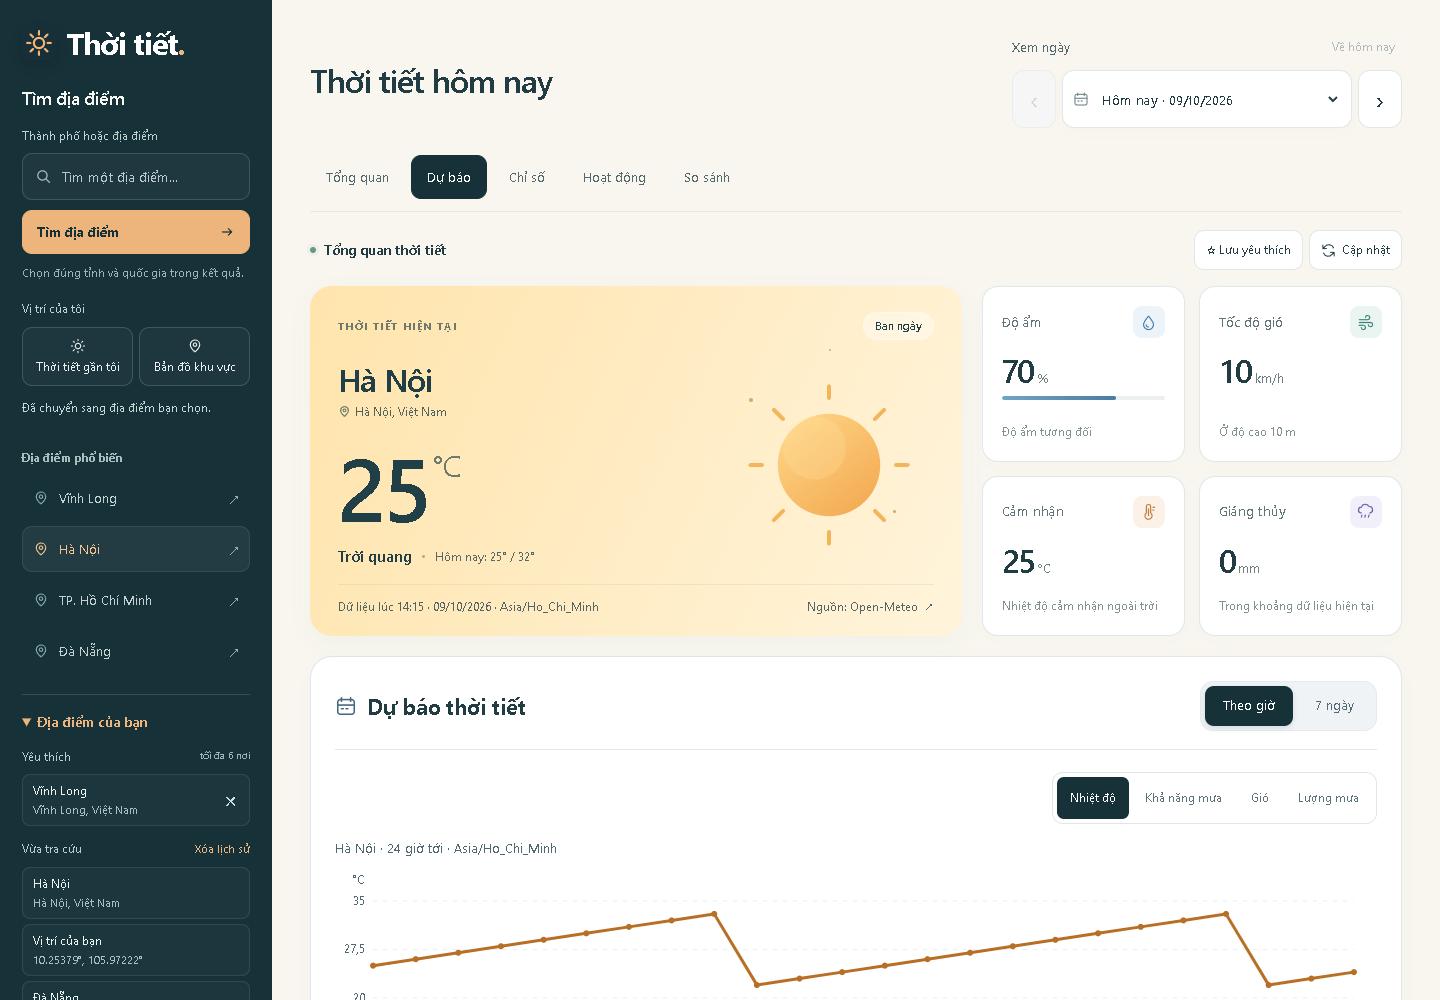 Thời tiết.
Tìm địa điểm
Thành phố hoặc địa điểm
Tìm một địa điểm...
Tìm địa điểm →
Chọn đúng tỉnh và quốc gia trong kết quả.
Vị trí của tôi
Thời tiết gần tôi
Bản đồ khu vực
Đã chuyển sang địa điểm bạn chọn.
Địa điểm phổ biến
Vĩnh Long ↗
Hà Nội ↗
TP. Hồ Chí Minh ↗
Đà Nẵng ↗
▼ Địa điểm của bạn
Yêu thích tối đa 6 nơi
Vĩnh Long
Vĩnh Long, Việt Nam
Vừa tra cứu Xóa lịch sử
Hà Nội
Hà Nội, Việt Nam
Vị trí của bạn
10.25379°, 105.97222°
Đà Nẵng
Thời tiết hôm nay
Xem ngày Về hôm nay
Hôm nay · 09/10/2026
Tổng quan Dự báo Chỉ số Hoạt động So sánh
Tổng quan thời tiết
☆ Lưu yêu thích Cập nhật
THỜI TIẾT HIỆN TẠI Ban ngày
Hà Nội
Hà Nội, Việt Nam
25°C
Trời quang • Hôm nay: 25° / 32°
Dữ liệu lúc 14:15 · 09/10/2026 · Asia/Ho_Chi_Minh Nguồn: Open-Meteo ↗
Độ ẩm
70 %
Độ ẩm tương đối
Tốc độ gió
10 km/h
Ở độ cao 10 m
Cảm nhận
25 °C
Nhiệt độ cảm nhận ngoài trời
Giáng thủy
0 mm
Trong khoảng dữ liệu hiện tại
Dự báo thời tiết
Theo giờ 7 ngày
Nhiệt độ Khả năng mưa Gió Lượng mưa
Hà Nội · 24 giờ tới · Asia/Ho_Chi_Minh
°C
35
27,5
20